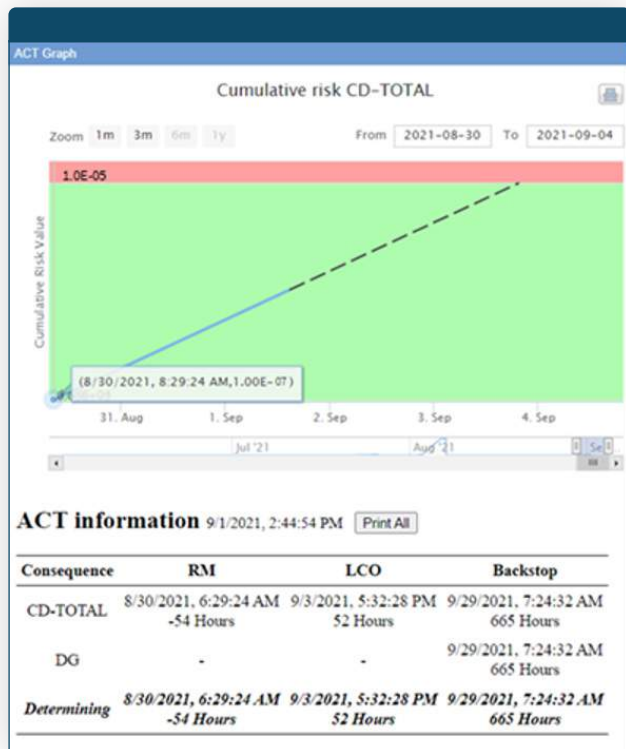 ACT Graph
Cumulative risk CD-TOTAL
Zoom 1m 3m 6m 1y From 2021-08-30 To 2021-09-04
1.0E-05
Cumulative Risk Value
(8/30/2021, 8:29:24 AM,1.00E-07)
31. Aug 1. Sep 2. Sep 3. Sep 4. Sep
Jul '21 Aug '21 Se
ACT information 9/1/2021, 2:44:54 PM Print All
Consequence RM LCO Backstop
CD-TOTAL 8/30/2021, 6:29:24 AM 9/3/2021, 5:32:28 PM 9/29/2021, 7:24:32 AM
-54 Hours 52 Hours 665 Hours
DG - - 9/29/2021, 7:24:32 AM
665 Hours
Determining 8/30/2021, 6:29:24 AM 9/3/2021, 5:32:28 PM 9/29/2021, 7:24:32 AM
-54 Hours 52 Hours 665 Hours